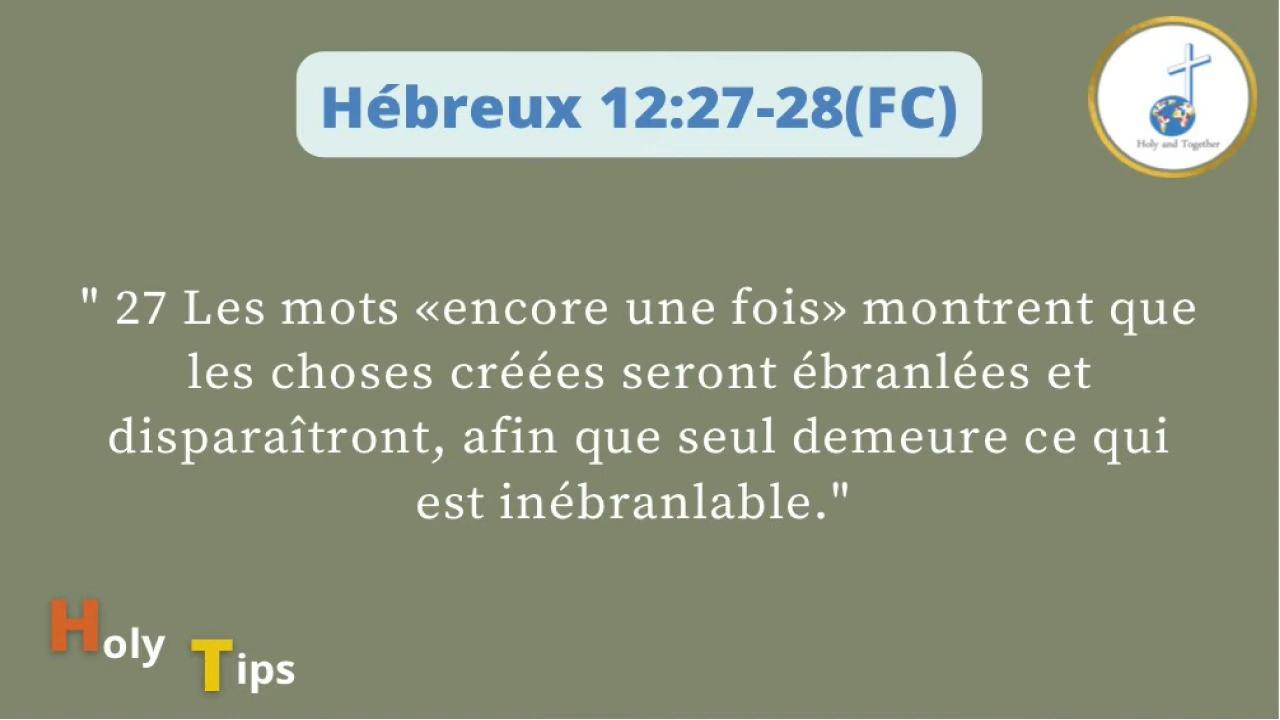 Hébreux 12:27-28(FC)
Holy and Together
" 27 Les mots «encore une fois» montrent que
les choses créées seront ébranlées et
disparaîtront, afin que seul demeure ce qui
est inébranlable."
Holy Tips